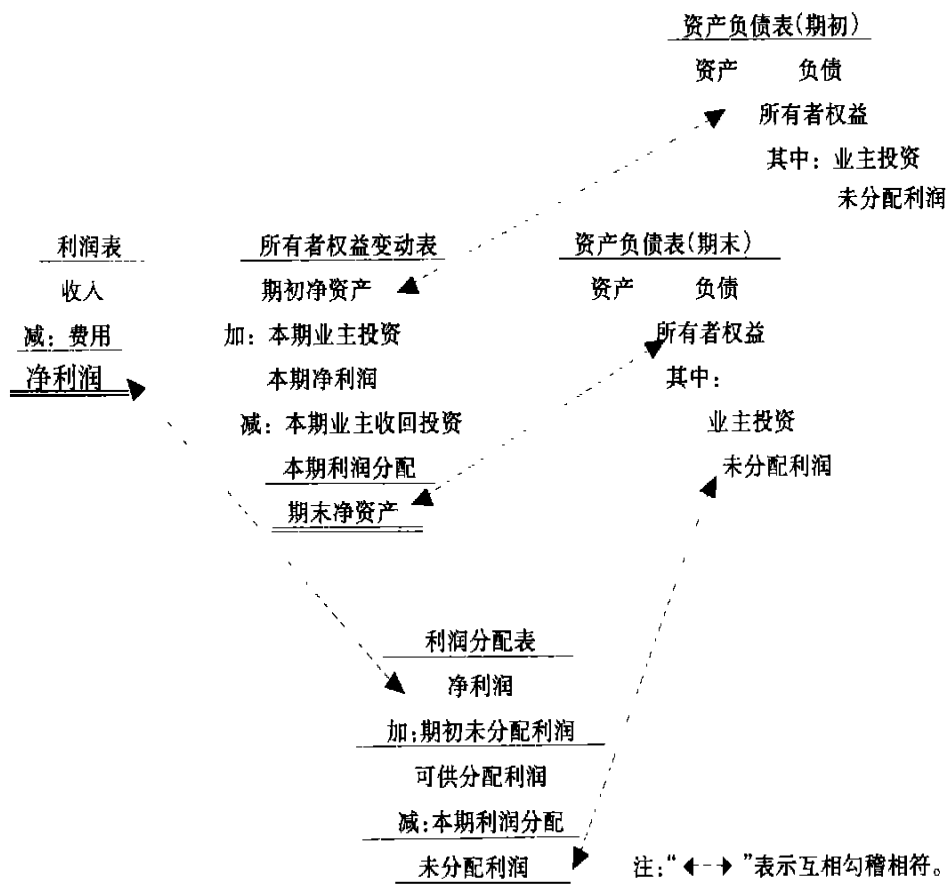 资产负债表(期初)
资产 负债
所有者权益
其中: 业主投资
未分配利润
利润表
收入
减: 费用
净利润
所有者权益变动表
期初净资产
加: 本期业主投资
本期净利润
减: 本期业主收回投资
本期利润分配
期末净资产
资产负债表(期末)
资产 负债
所有者权益
其中:
业主投资
未分配利润
利润分配表
净利润
加:期初未分配利润
可供分配利润
减:本期利润分配
未分配利润
注:“←-→”表示互相勾稽相符。